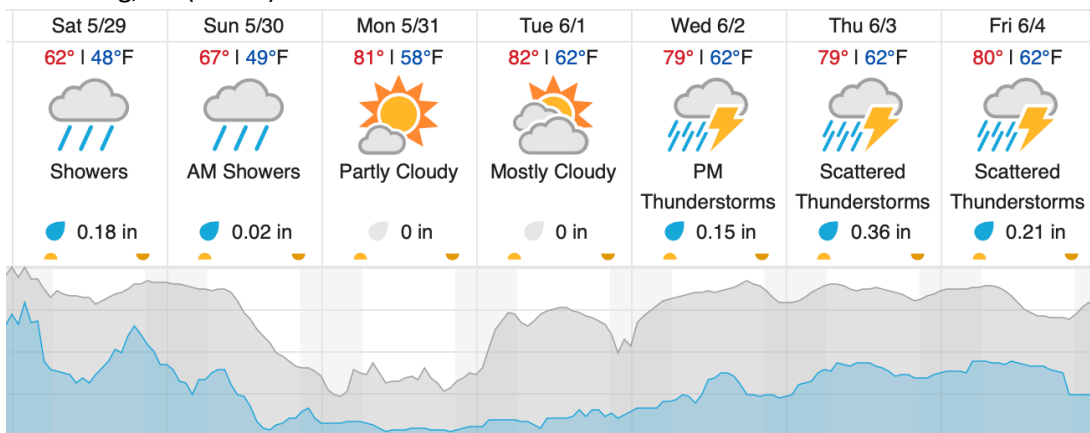 Sat 5/29 Sun 5/30 Mon 5/31 Tue 6/1 Wed 6/2 Thu 6/3 Fri 6/4
62° | 48°F 67° | 49°F 81° | 58°F 82° | 62°F 79° | 62°F 79° | 62°F 80° | 62°F
Showers AM Showers Partly Cloudy Mostly Cloudy PM Scattered Scattered
Thunderstorms Thunderstorms Thunderstorms
0.18 in 0.02 in 0 in 0 in 0.15 in 0.36 in 0.21 in